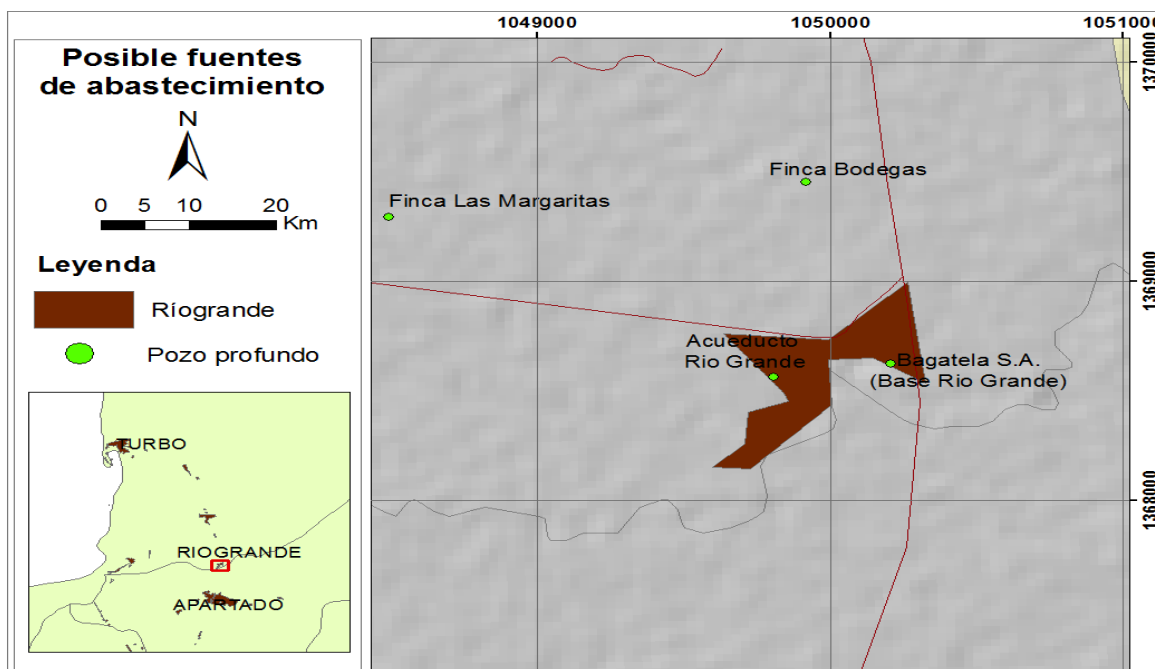 Posible fuentes
de abastecimiento
N
0 5 10 20
Km
Leyenda
Ríogrande
Pozo profundo
TURBO
RIOGRANDE
APARTADO
1049000 1050000 1051000
1370000
1369000
1368000
Finca Bodegas
Finca Las Margaritas
Acueducto
Rio Grande
Bagatela S.A.
(Base Rio Grande)